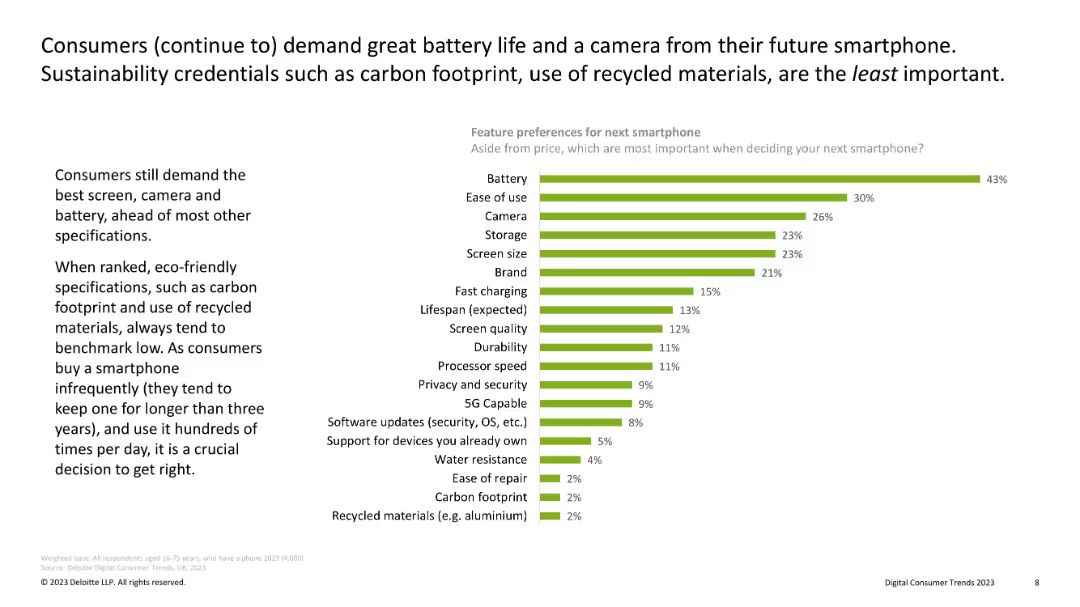 Consumers (continue to) demand great battery life and a camera from their future smartphone.
Sustainability credentials such as carbon footprint, use of recycled materials, are the least important.
Feature preferences for next smartphone
Aside from price, which are most important when deciding your next smartphone?
Consumers still demand the
best screen, camera and
battery, ahead of most other
specifications.
When ranked, eco-friendly
specifications, such as carbon
footprint and use of recycled
materials, always tend to
benchmark low. As consumers
buy a smartphone
infrequently (they tend to
keep one for longer than three
years), and use it hundreds of
times per day, it is a crucial
decision to get right.
Battery 43%
Ease of use 30%
Camera 26%
Storage 23%
Screen size 23%
Brand 21%
Fast charging 15%
Lifespan (expected) 13%
Screen quality 12%
Durability 11%
Processor speed 11%
Privacy and security 9%
5G Capable 9%
Software updates (security, OS, etc.) 8%
Support for devices you already own 5%
Water resistance 4%
Ease of repair 2%
Carbon footprint 2%
Recycled materials (e.g. aluminium) 2%
Weighted base: All respondents aged 16-75 years, who have a phone 2023 (4,000)
Source: Deloitte Digital Consumer Trends, UK, 2023
© 2023 Deloitte LLP. All rights reserved.
Digital Consumer Trends 2023
8